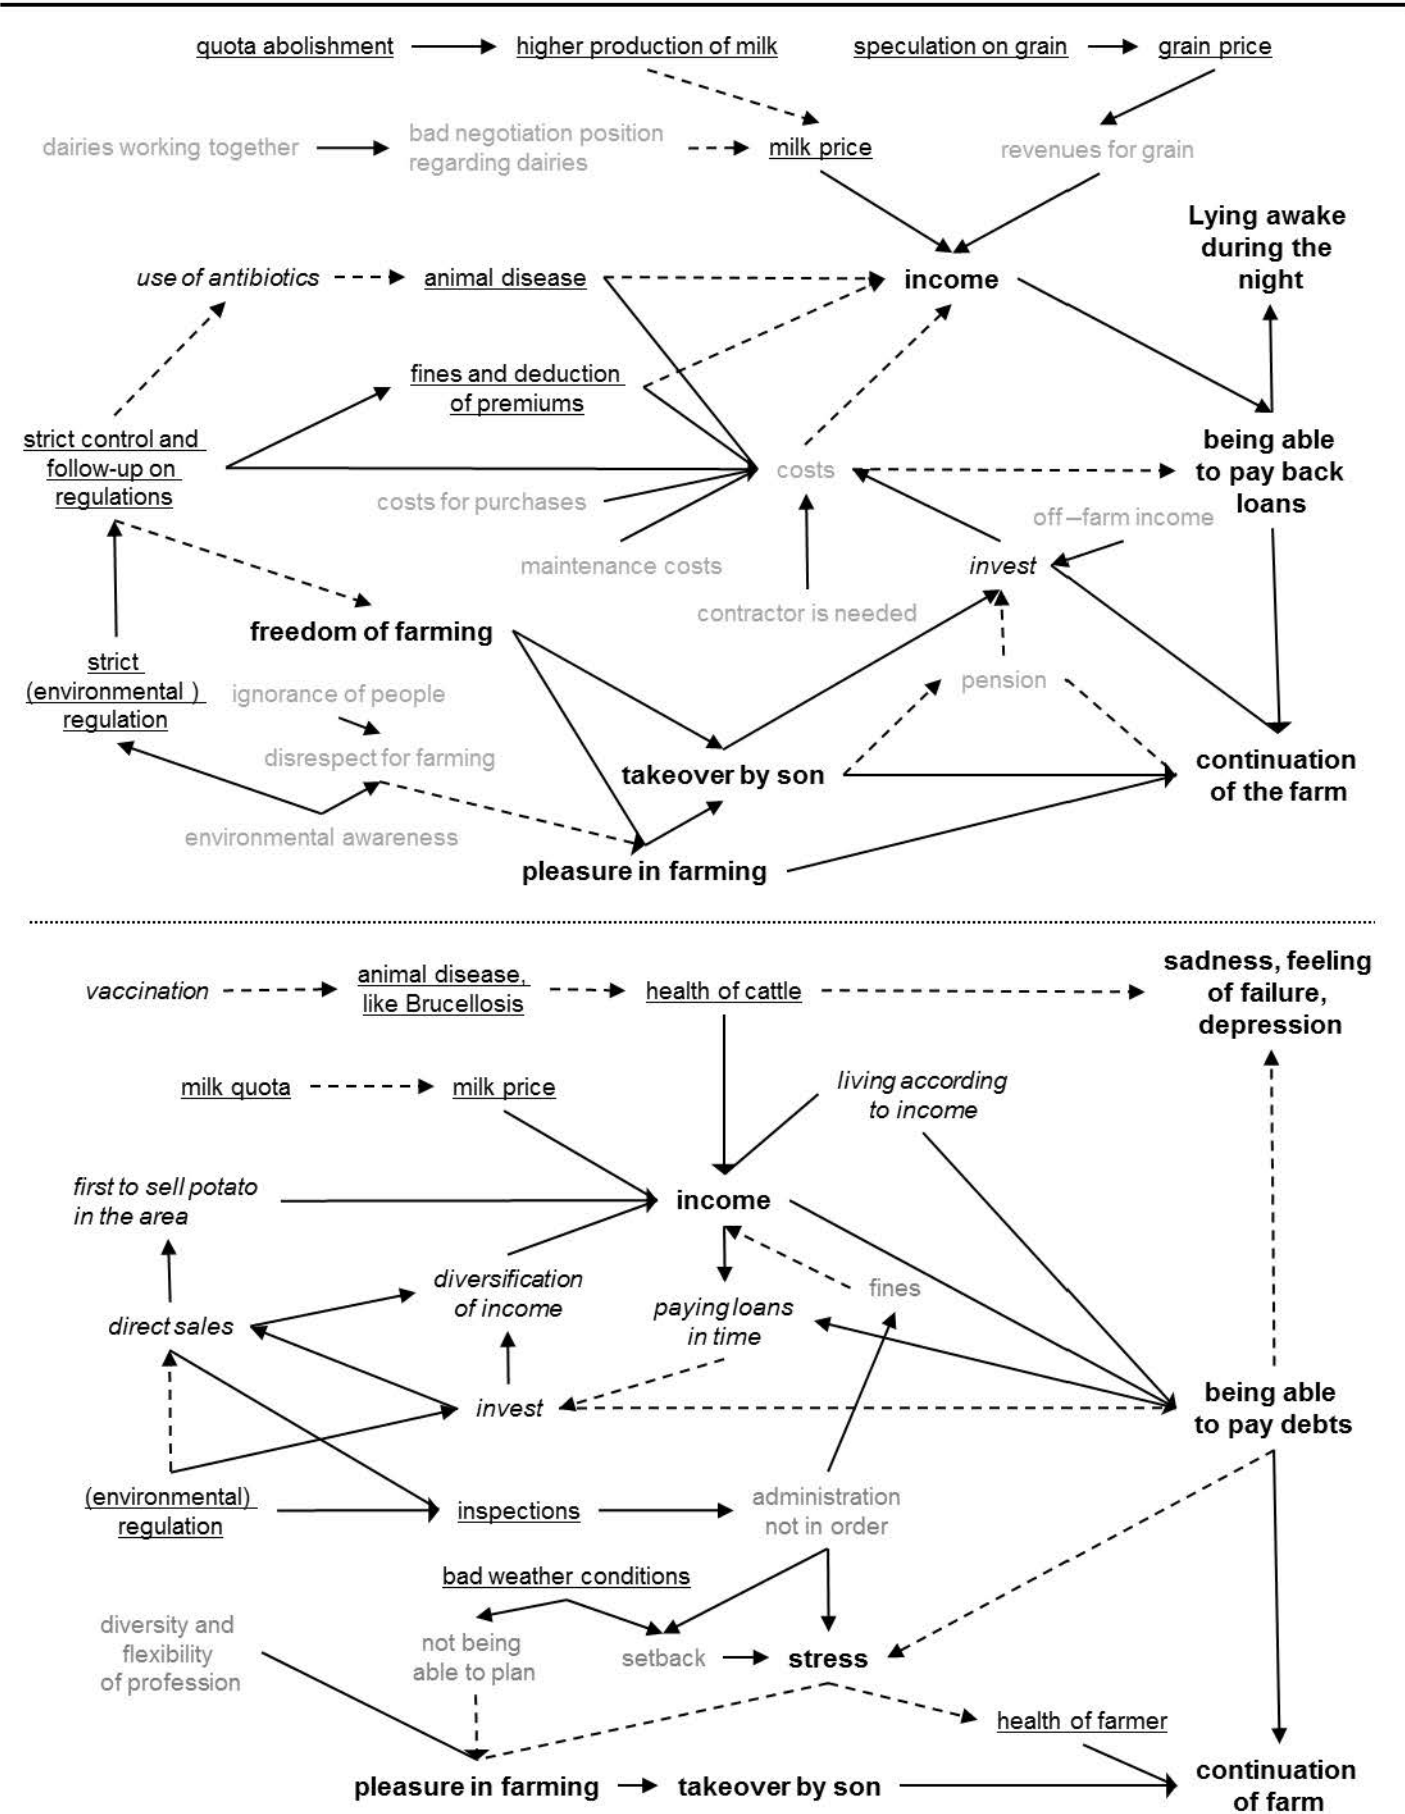 quota abolishment
higher production of milk
speculation on grain
grain price
dairies working together
bad negotiation position
regarding dairies
milk price
revenues for grain
Lying awake
during the
night
use of antibiotics
animal disease
income
fines and deduction
of premiums
strict control and
follow-up on
regulations
costs
being able
to pay back
loans
costs for purchases
off–farm income
maintenance costs
invest
contractor is needed
freedom of farming
strict
(environmental )
regulation
ignorance of people
pension
disrespect for farming
takeover by son
continuation
of the farm
environmental awareness
pleasure in farming
vaccination
animal disease,
like Brucellosis
health of cattle
sadness, feeling
of failure,
depression
milk quota
milk price
living according
to income
first to sell potato
in the area
income
diversification
of income
paying loans
in time
fines
direct sales
invest
being able
to pay debts
(environmental)
regulation
inspections
administration
not in order
bad weather conditions
diversity and
flexibility
of profession
not being
able to plan
setback
stress
health of farmer
pleasure in farming
takeover by son
continuation
of farm